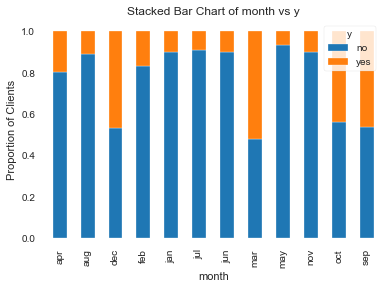 Stacked Bar Chart of month vs y
y
no
yes
Proportion of Clients
1.0
0.8
0.6
0.4
0.2
0.0
apr aug dec feb jan jul jun mar may nov oct sep
month